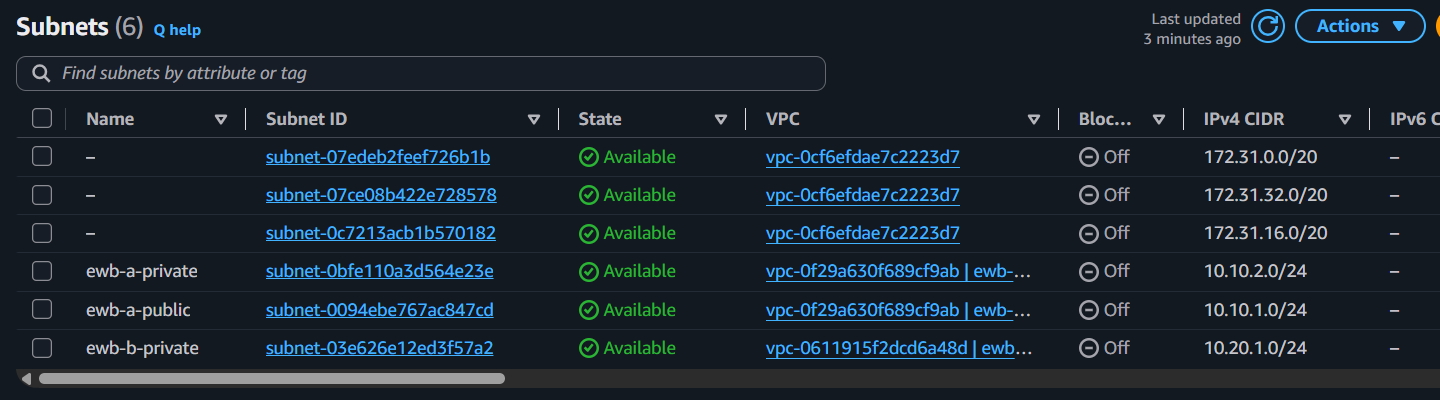 Subnets (6) Q help
Last updated
3 minutes ago
Actions
Find subnets by attribute or tag
Name Subnet ID State VPC Bloc... IPv4 CIDR IPv6 C
– subnet-07edeb2feef726b1b Available vpc-0cf6efdae7c2223d7 Off 172.31.0.0/20 –
– subnet-07ce08b422e728578 Available vpc-0cf6efdae7c2223d7 Off 172.31.32.0/20 –
– subnet-0c7213acb1b570182 Available vpc-0cf6efdae7c2223d7 Off 172.31.16.0/20 –
ewb-a-private subnet-0bfe110a3d564e23e Available vpc-0f29a630f689cf9ab | ewb-... Off 10.10.2.0/24 –
ewb-a-public subnet-0094ebe767ac847cd Available vpc-0f29a630f689cf9ab | ewb-... Off 10.10.1.0/24 –
ewb-b-private subnet-03e626e12ed3f57a2 Available vpc-0611915f2dcd6a48d | ewb... Off 10.20.1.0/24 –